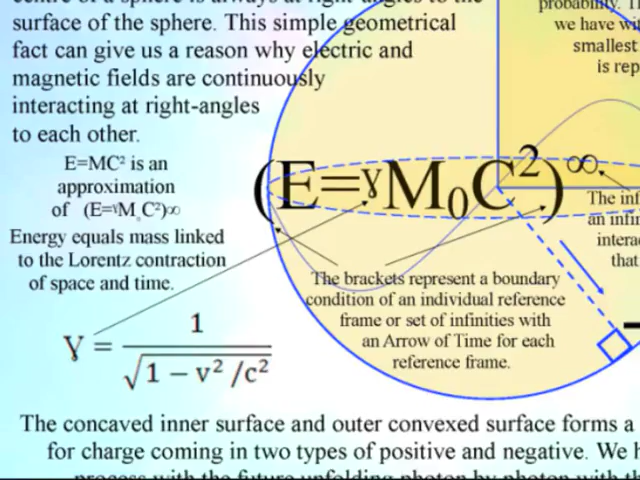 surface of the sphere. This simple geometrical
fact can give us a reason why electric and
magnetic fields are continuously
interacting at right-angles
to each other.
E=MC² is an
approximation
of (E=ɤM₀C²)∞
Energy equals mass linked
to the Lorentz contraction
of space and time.
ɣ = 1 / √(1 − v²/c²)
(E=ɤM₀C²)∞
we have
smallest
is rep
The inf
an infin
intera
that
The brackets represent a boundary
condition of an individual reference
frame or set of infinities with
an Arrow of Time for each
reference frame.
The concaved inner surface and outer convexed surface forms a
for charge coming in two types of positive and negative. We h